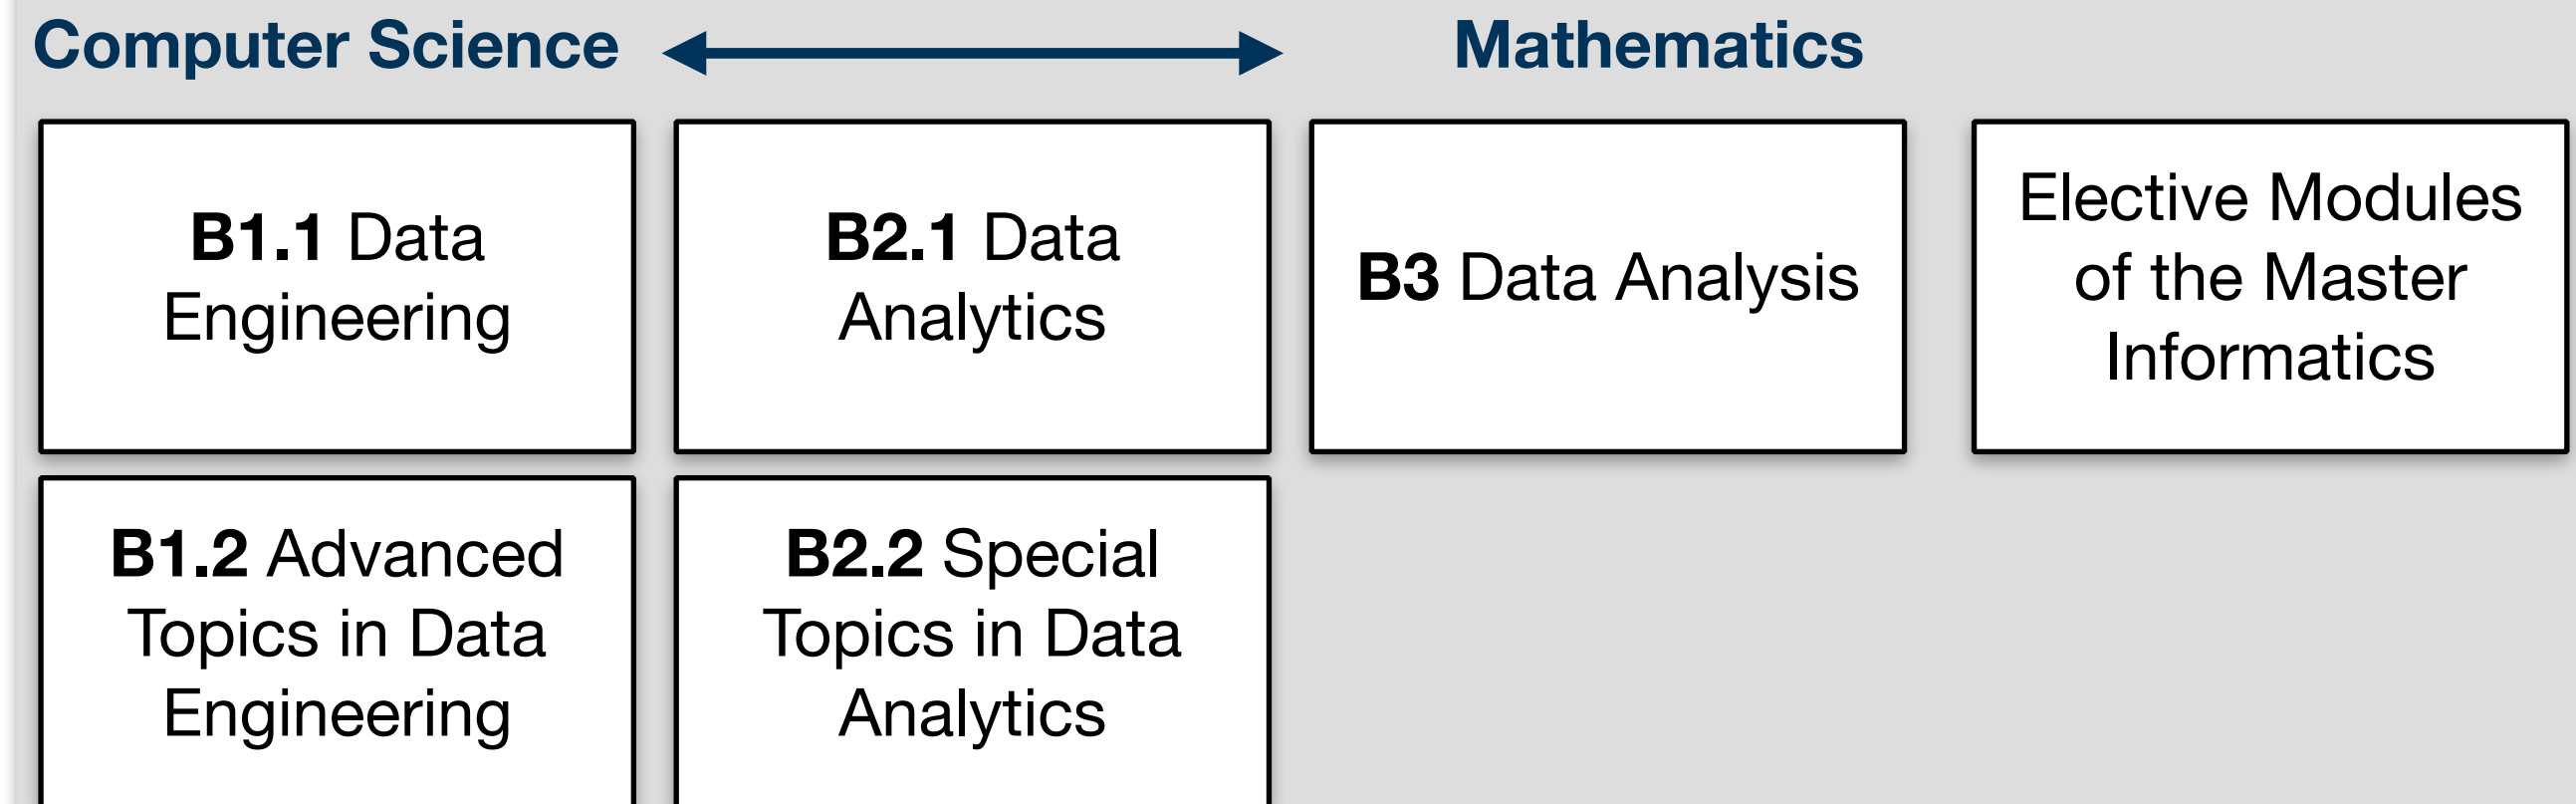 Computer Science
Mathematics
B1.1 Data
Engineering
B2.1 Data
Analytics
B3 Data Analysis
Elective Modules
of the Master
Informatics
B1.2 Advanced
Topics in Data
Engineering
B2.2 Special
Topics in Data
Analytics